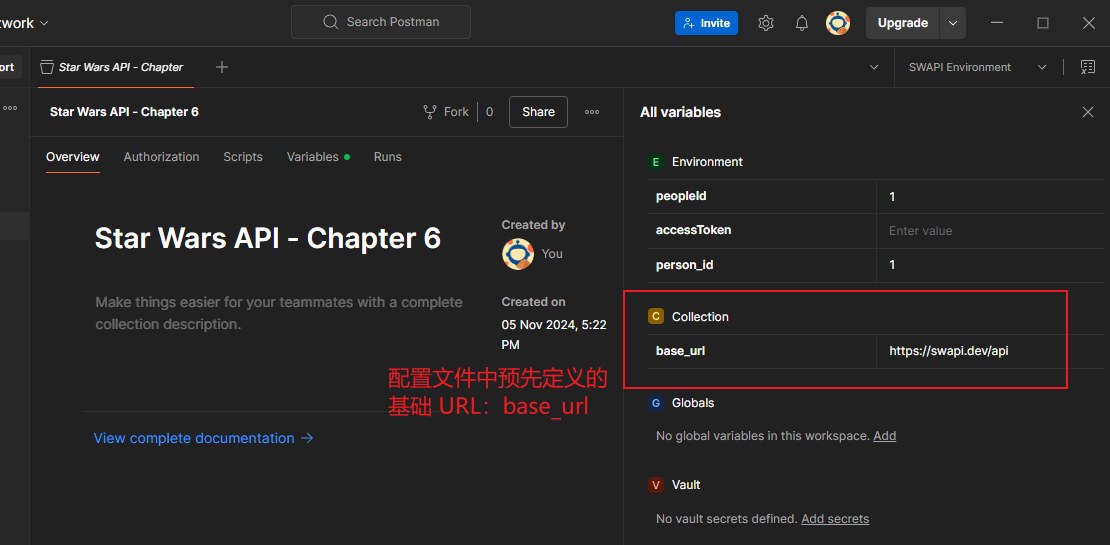 twork
Search Postman
Invite
Upgrade
ort
Star Wars API - Chapter
SWAPI Environment
Star Wars API - Chapter 6
Fork
0
Share
All variables
Overview
Authorization
Scripts
Variables
Runs
E Environment
peopleId 1
accessToken Enter value
person_id 1
Star Wars API - Chapter 6
Created by
You
Make things easier for your teammates with a complete
collection description.
Created on
05 Nov 2024, 5:22
PM
C Collection
base_url https://swapi.dev/api
配置文件中预先定义的
基础 URL：base_url
View complete documentation →
G Globals
No global variables in this workspace. Add
V Vault
No vault secrets defined. Add secrets